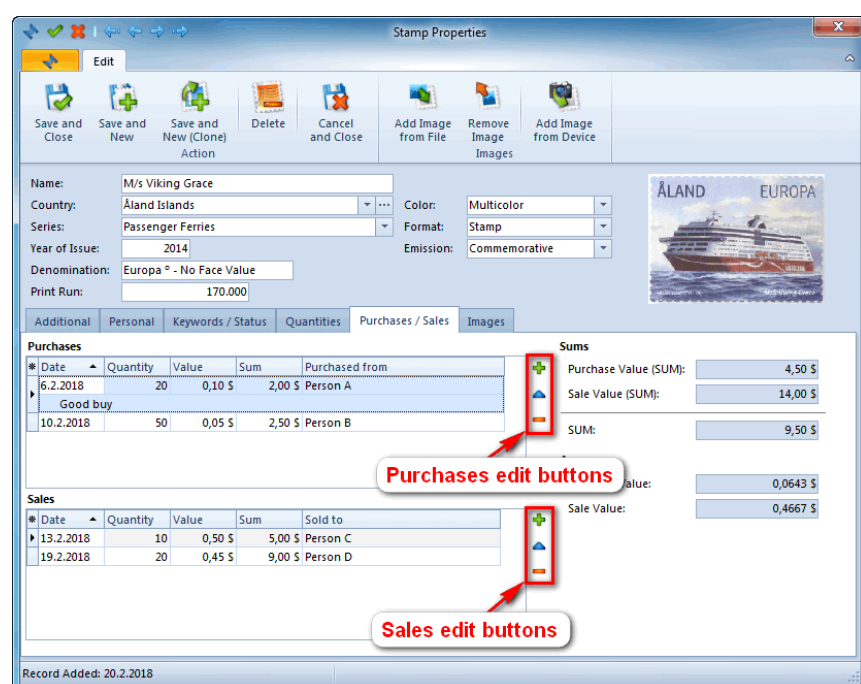 Stamp Properties
x
Edit
Save and Close
Save and New
Save and New (Clone)
Delete
Cancel and Close
Action
Add Image from File
Remove Image
Add Image from Device
Images
Name: M/s Viking Grace
Country: Åland Islands ...
Color: Multicolor
Series: Passenger Ferries
Format: Stamp
Year of Issue: 2014
Emission: Commemorative
Denomination: Europa º - No Face Value
Print Run: 170.000
ÅLAND EUROPA
Additional Personal Keywords / Status Quantities Purchases / Sales Images
Purchases
Date Quantity Value Sum Purchased from
6.2.2018 20 0,10 $ 2,00 $ Person A
Good buy
10.2.2018 50 0,05 $ 2,50 $ Person B
Purchases edit buttons
Sales
Date Quantity Value Sum Sold to
13.2.2018 10 0,50 $ 5,00 $ Person C
19.2.2018 20 0,45 $ 9,00 $ Person D
Sales edit buttons
Sums
Purchase Value (SUM): 4,50 $
Sale Value (SUM): 14,00 $
SUM: 9,50 $
0,0643 $
Sale Value: 0,4667 $
Record Added: 20.2.2018